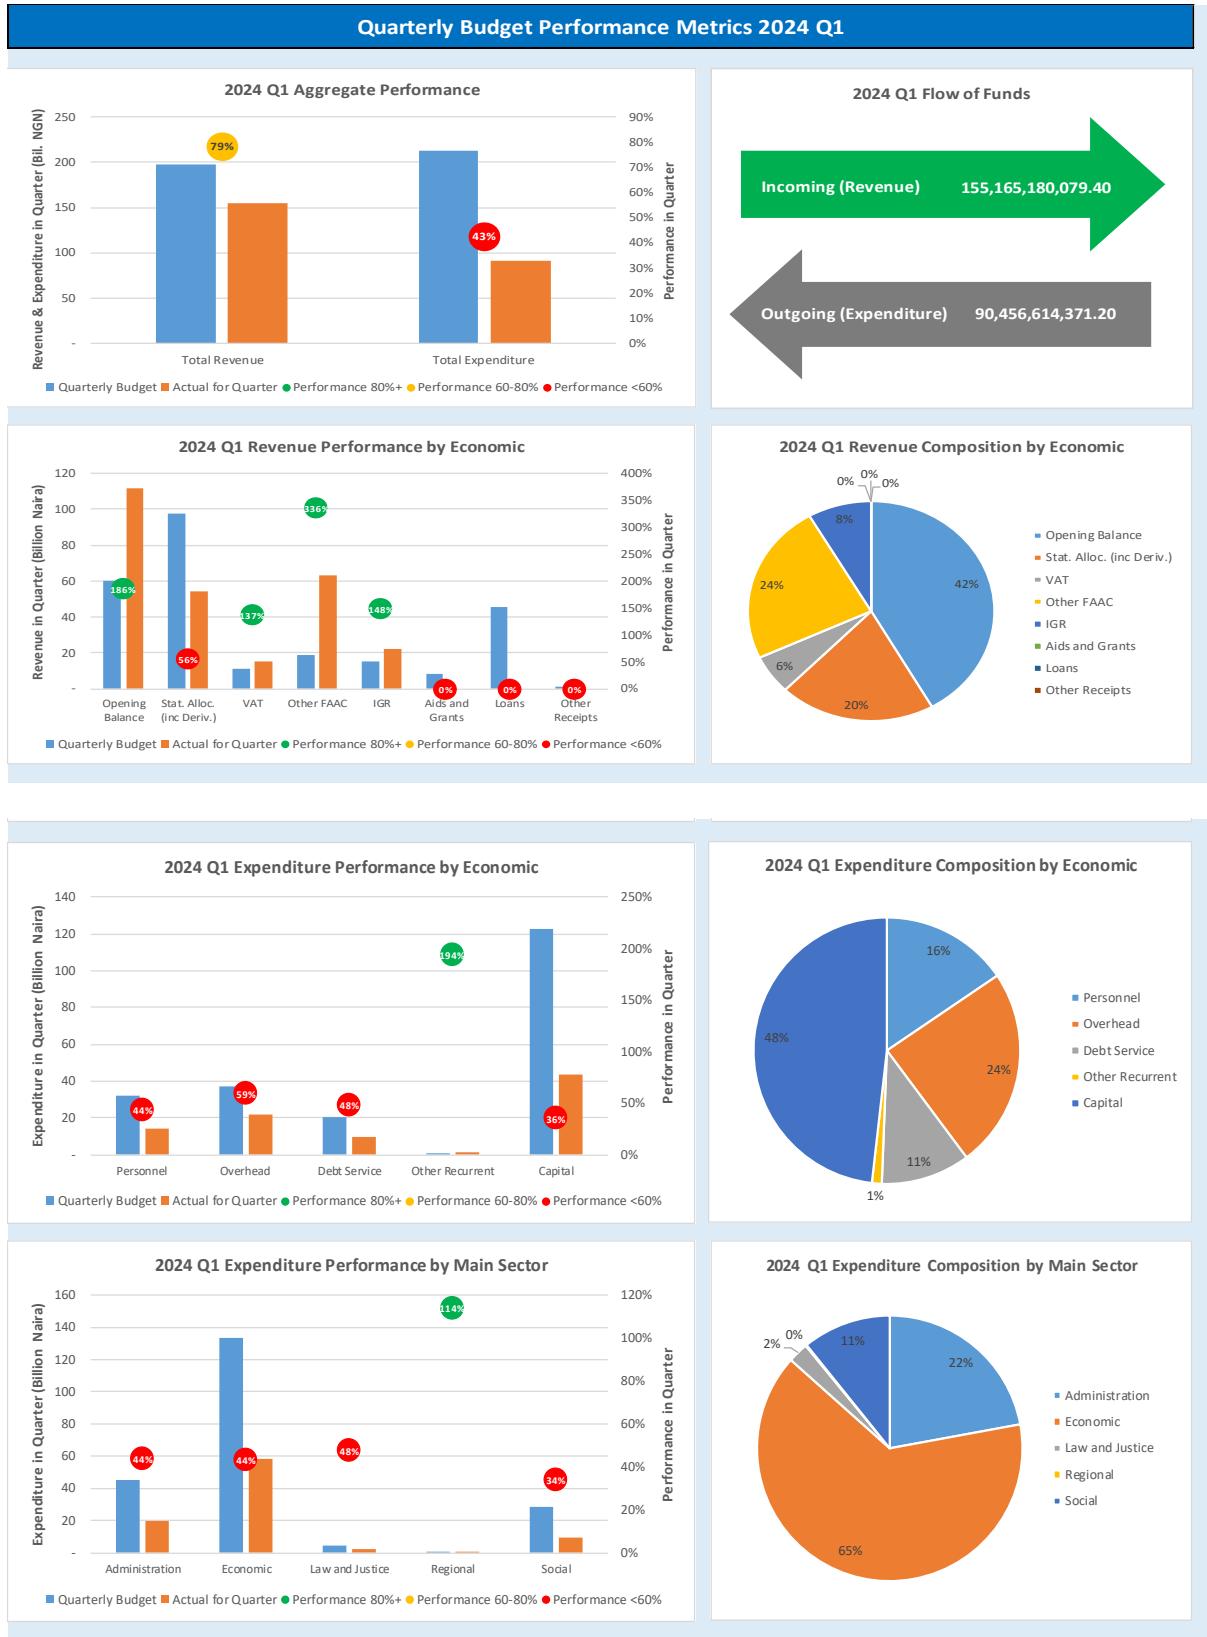 Quarterly Budget Performance Metrics 2024 Q1
2024 Q1 Aggregate Performance
Revenue & Expenditure in Quarter (Bil. NGN)
250
200
150
100
50
-
90%
80%
70%
60%
50%
40%
30%
20%
10%
0%
Performance in Quarter
79%
43%
Total Revenue
Total Expenditure
Quarterly Budget Actual for Quarter Performance 80%+ Performance 60-80% Performance <60%
2024 Q1 Flow of Funds
Incoming (Revenue) 155,165,180,079.40
Outgoing (Expenditure) 90,456,614,371.20
2024 Q1 Revenue Performance by Economic
Revenue in Quarter (Billion Naira)
120
100
80
60
40
20
-
400%
350%
300%
250%
200%
150%
100%
50%
0%
Performance in Quarter
186%
56%
137%
336%
148%
0%
0%
0%
Opening
Balance
Stat. Alloc.
(inc Deriv.)
VAT
Other FAAC
IGR
Aids and
Grants
Loans
Other
Receipts
Quarterly Budget Actual for Quarter Performance 80%+ Performance 60-80% Performance <60%
2024 Q1 Revenue Composition by Economic
0%
0%
0%
8%
42%
24%
6%
20%
Opening Balance
Stat. Alloc. (inc Deriv.)
VAT
Other FAAC
IGR
Aids and Grants
Loans
Other Receipts
2024 Q1 Expenditure Performance by Economic
Expenditure in Quarter (Billion Naira)
140
120
100
80
60
40
20
-
250%
200%
150%
100%
50%
0%
Performance in Quarter
44%
59%
48%
194%
36%
Personnel
Overhead
Debt Service
Other Recurrent
Capital
Quarterly Budget Actual for Quarter Performance 80%+ Performance 60-80% Performance <60%
2024 Q1 Expenditure Composition by Economic
16%
48%
24%
11%
1%
Personnel
Overhead
Debt Service
Other Recurrent
Capital
2024 Q1 Expenditure Performance by Main Sector
Expenditure in Quarter (Billion Naira)
160
140
120
100
80
60
40
20
-
120%
100%
80%
60%
40%
20%
0%
Performance in Quarter
44%
44%
48%
114%
34%
Administration
Economic
Law and Justice
Regional
Social
Quarterly Budget Actual for Quarter Performance 80%+ Performance 60-80% Performance <60%
2024 Q1 Expenditure Composition by Main Sector
0%
2%
11%
22%
65%
Administration
Economic
Law and Justice
Regional
Social